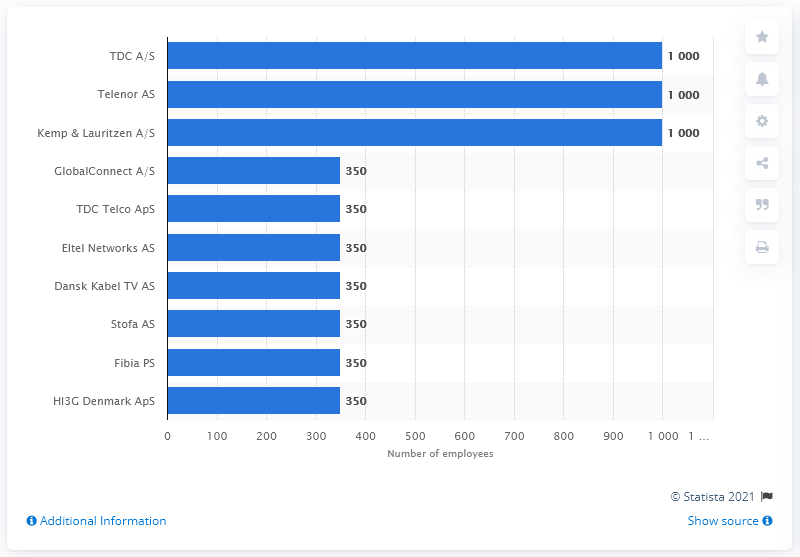 TDC A/S 1 000
Telenor AS 1 000
Kemp & Lauritzen A/S 1 000
GlobalConnect A/S 350
TDC Telco ApS 350
Eltel Networks AS 350
Dansk Kabel TV AS 350
Stofa AS 350
Fibia PS 350
HI3G Denmark ApS 350
0 100 200 300 400 500 600 700 800 900 1 000 1 ...
Number of employees
© Statista 2021
Additional Information Show source